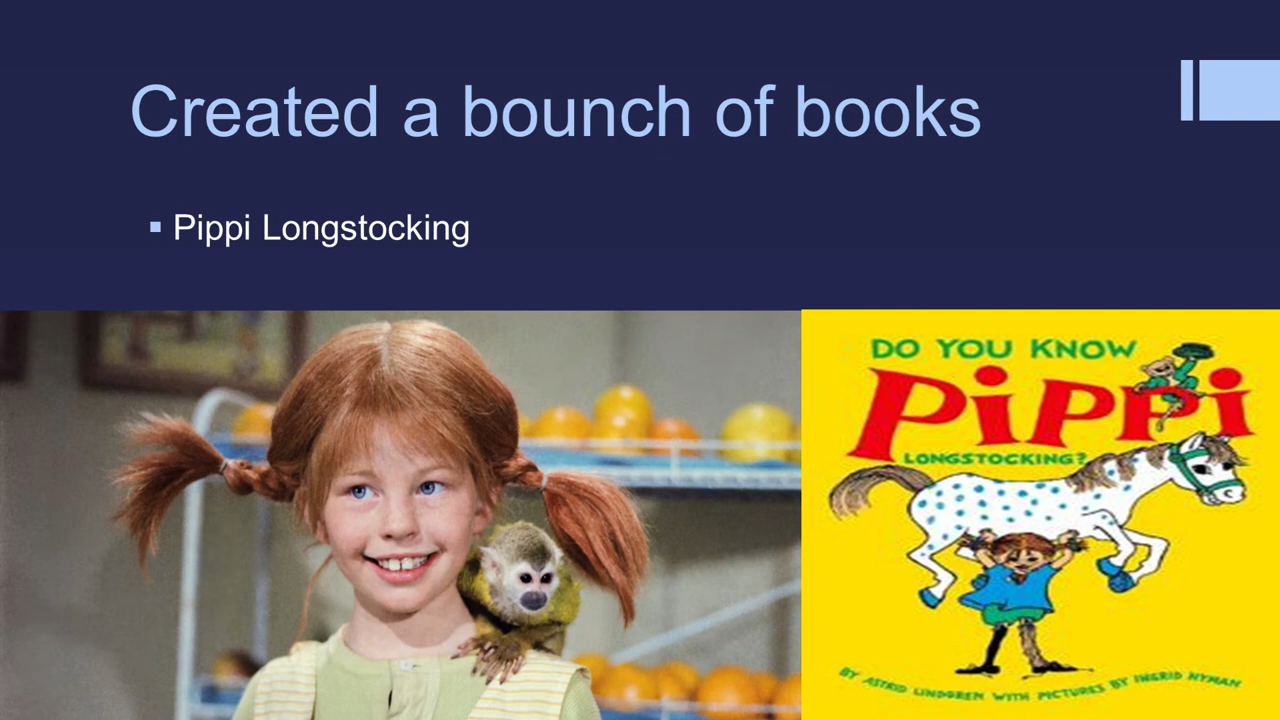 Created a bounch of books
Pippi Longstocking
DO YOU KNOW
PiPPi
LONGSTOCKING?
BY ASTRID LINDGREN WITH PICTURES BY INGRID NYMAN